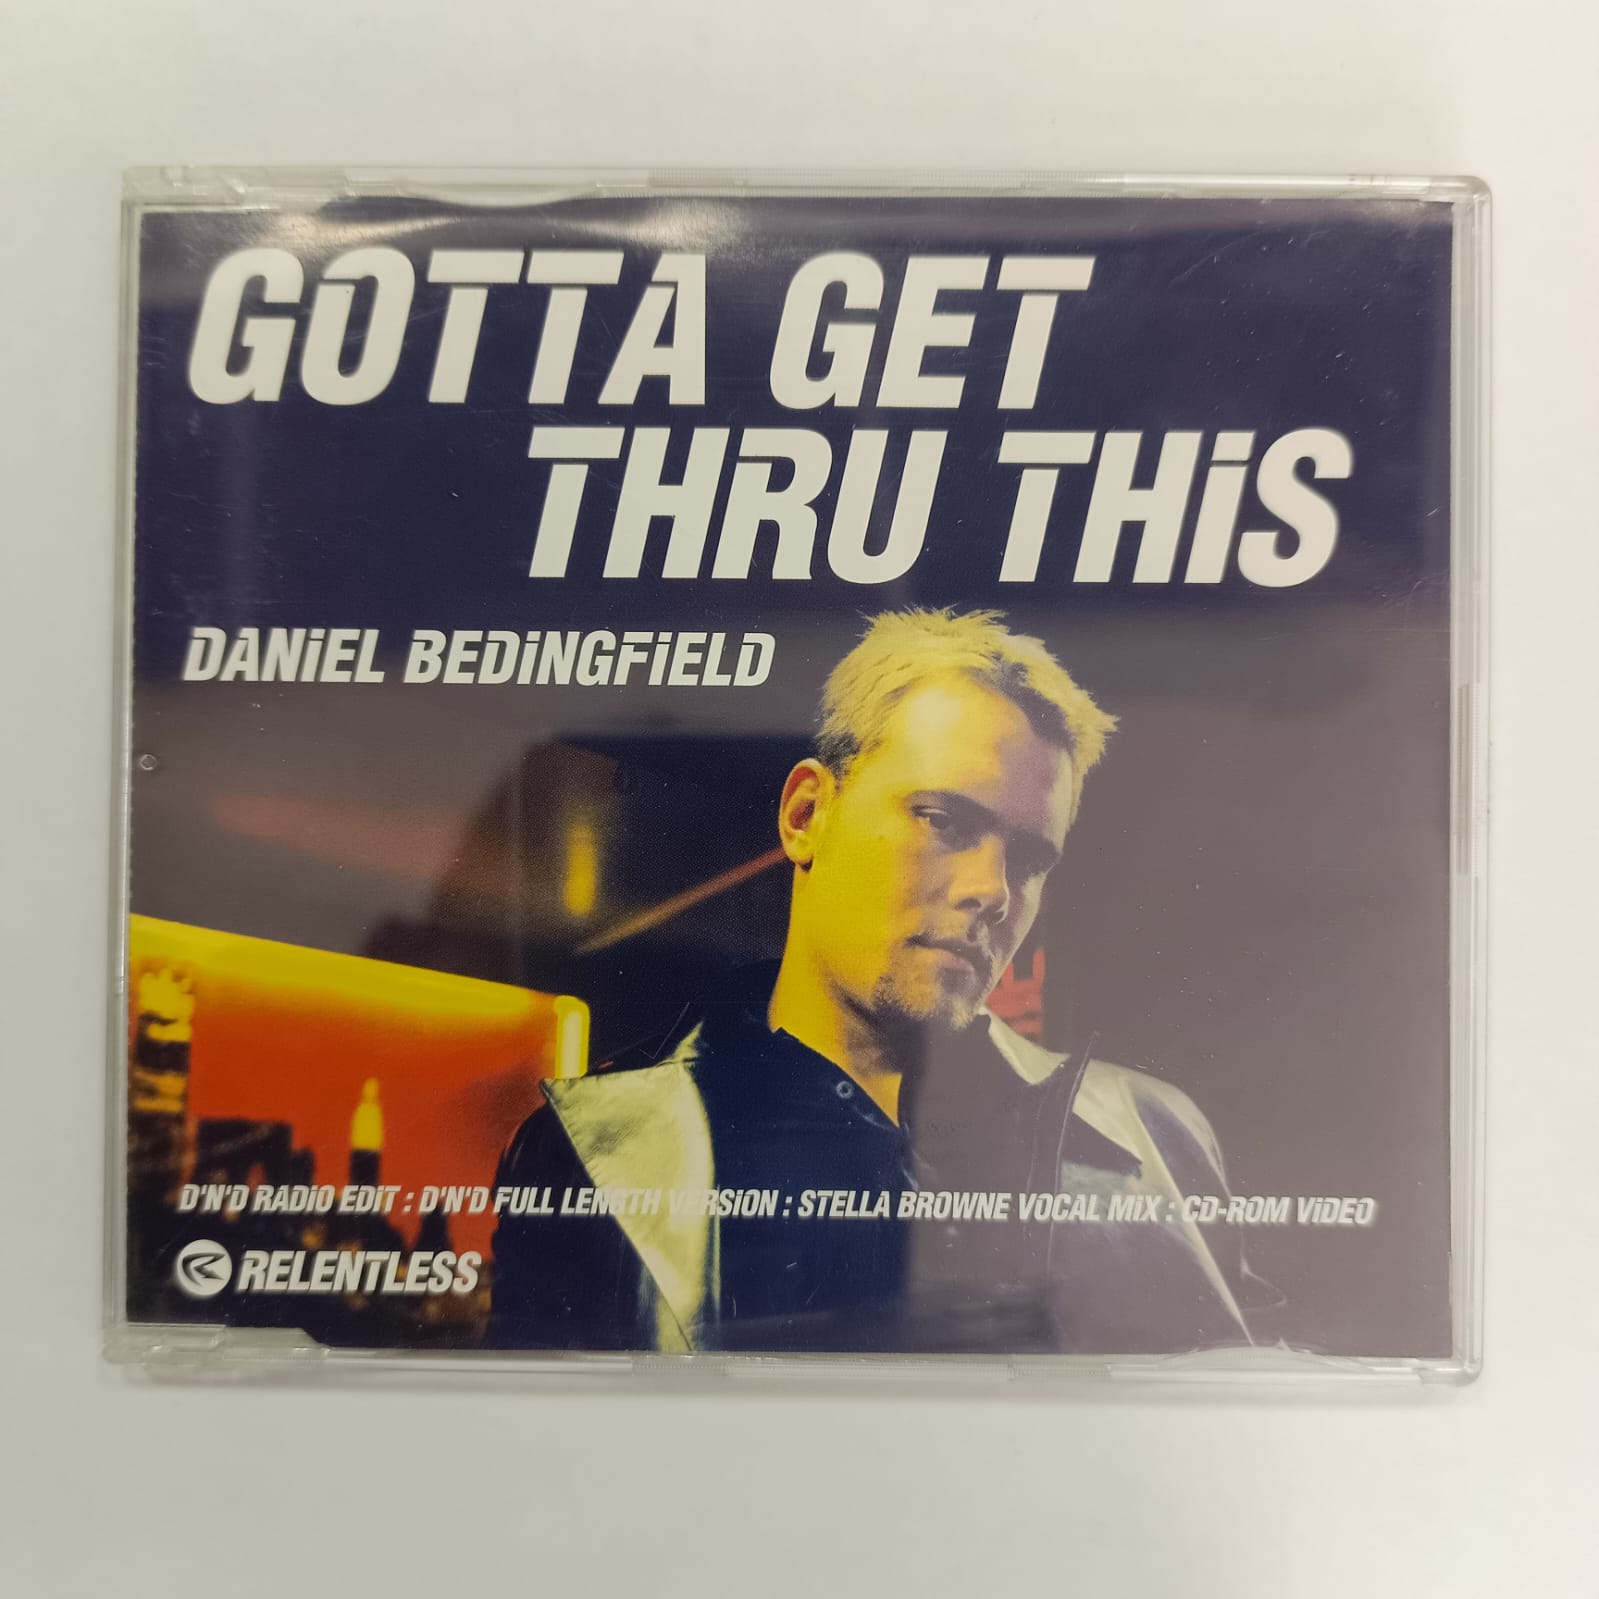 GOTTA GET
THRU THiS
DANiEL BEDiNGFiELD
D'N'D RADiO EDiT : D'N'D FULL LENGTH VERSiON : STELLA BROWNE VOCAL MiX : CD-ROM ViDEO
RELENTLESS